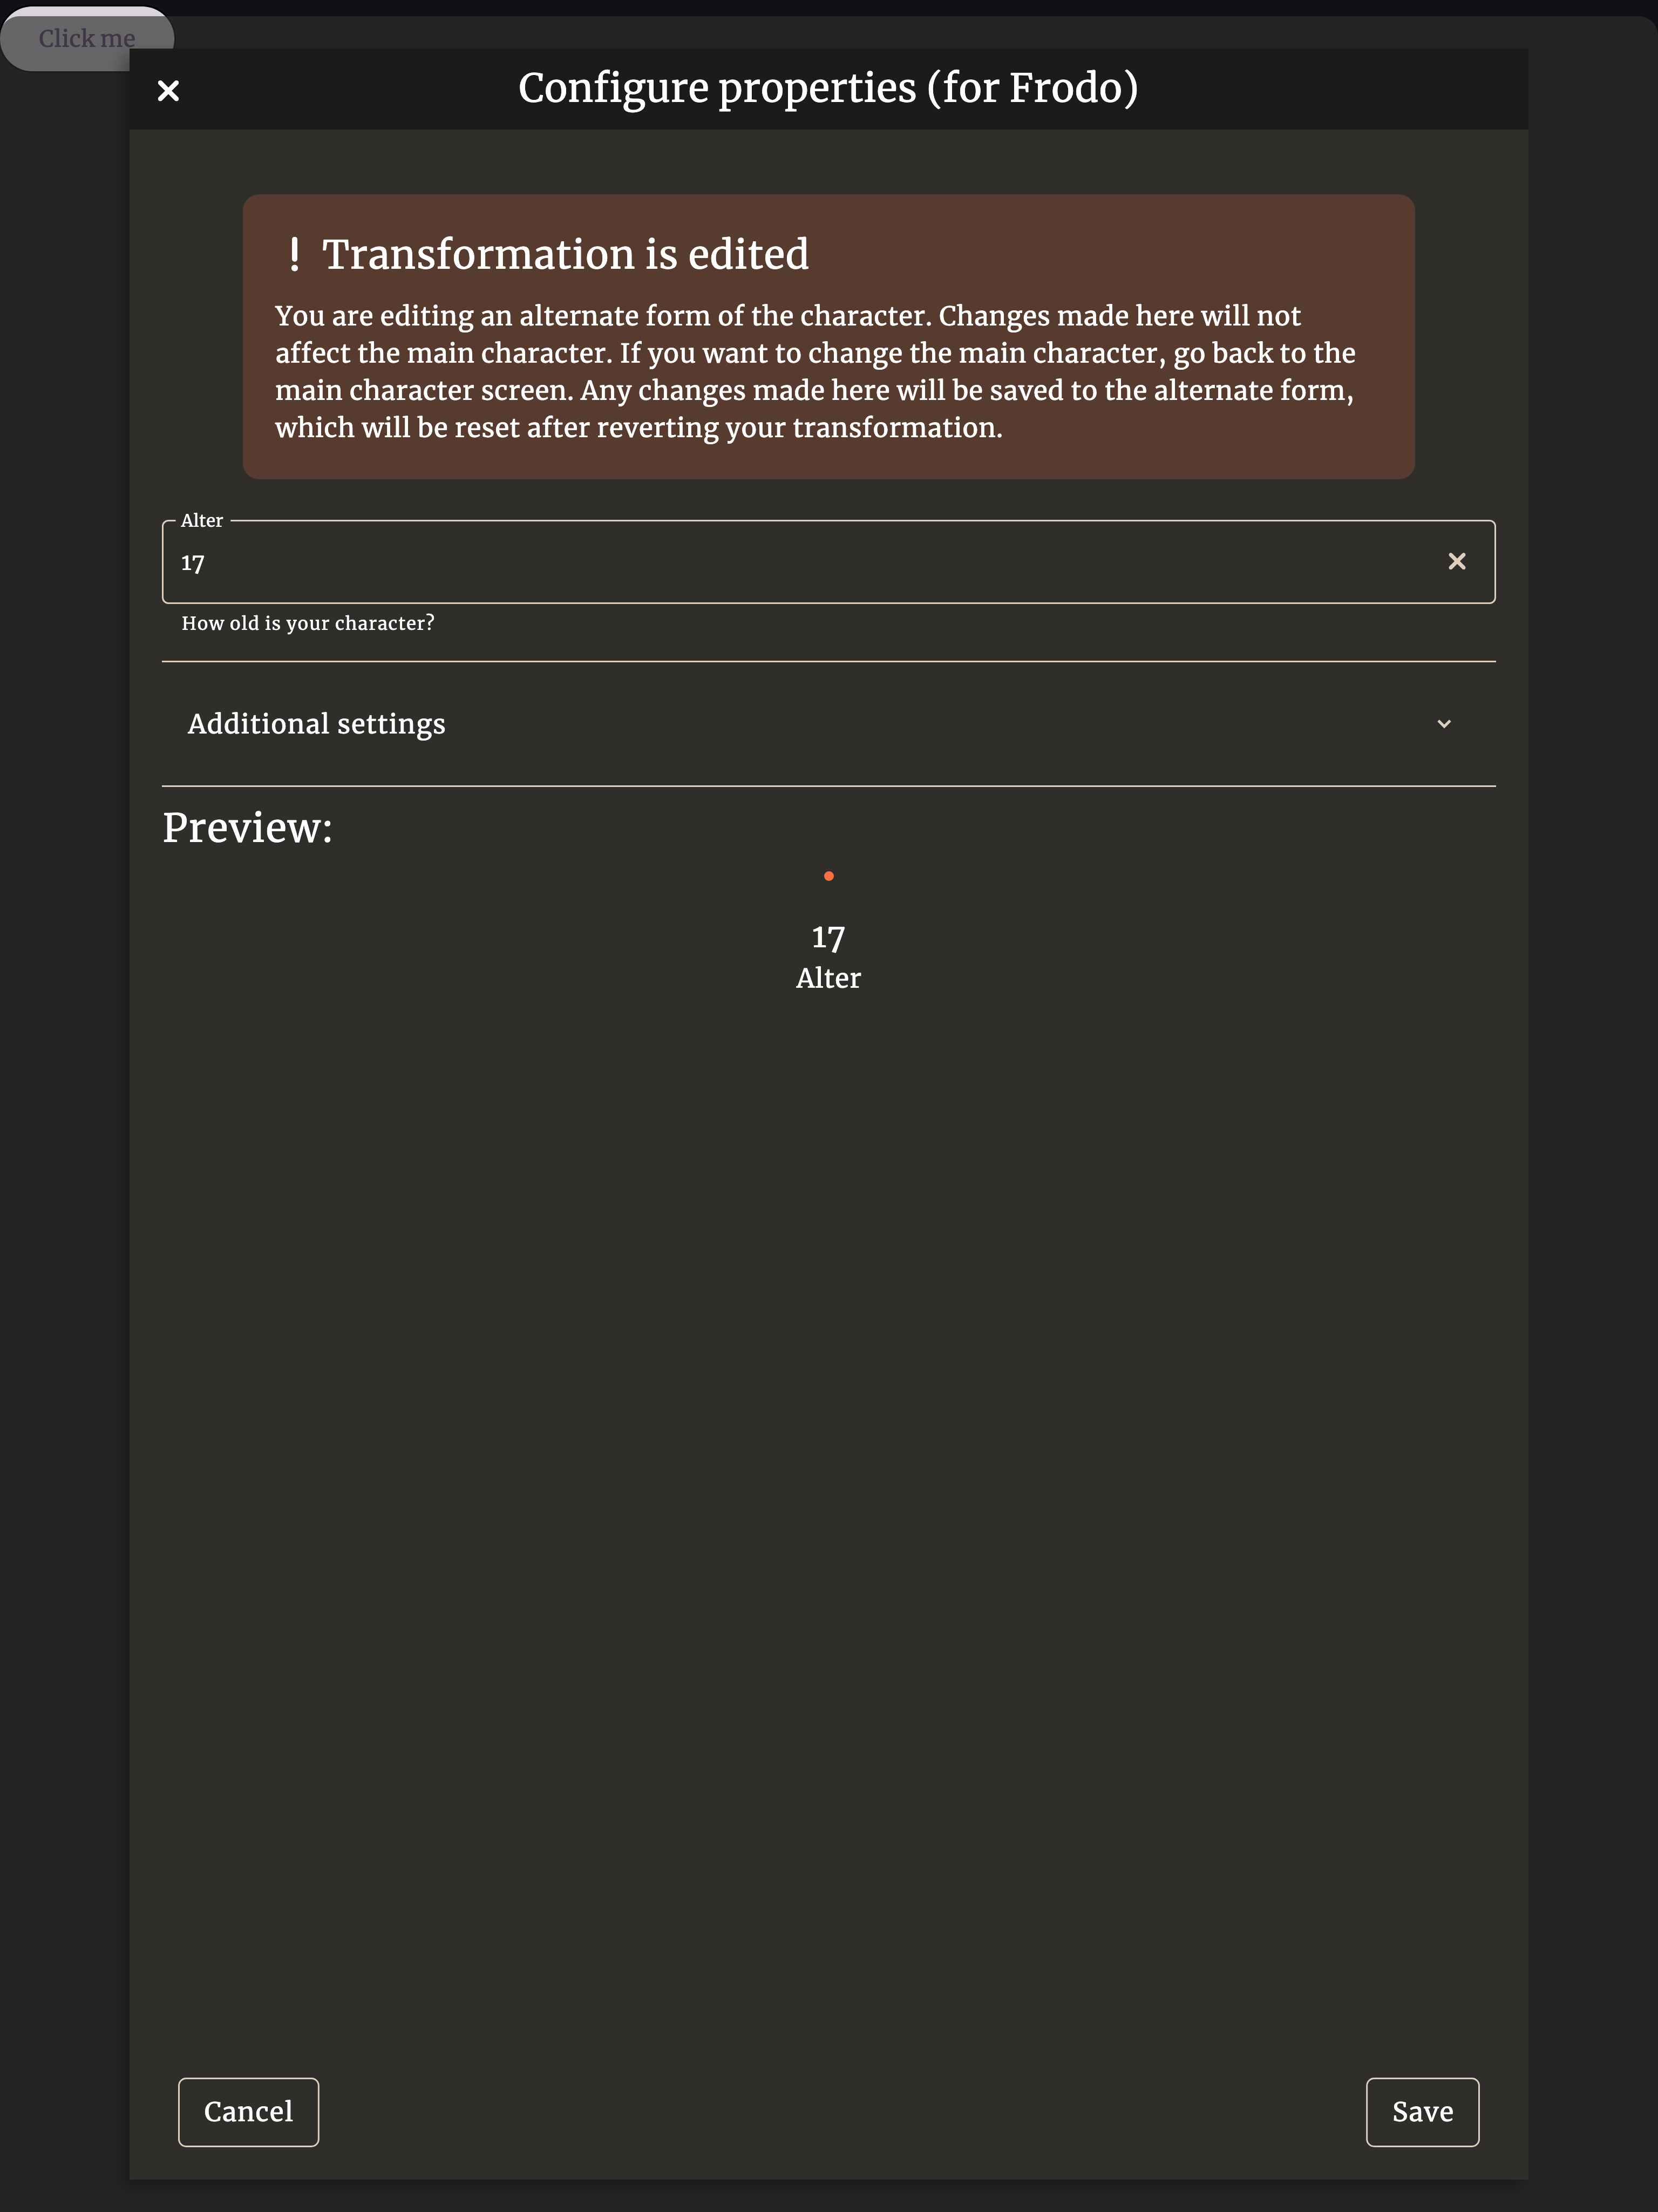 Click me
Configure properties (for Frodo)
! Transformation is edited
You are editing an alternate form of the character. Changes made here will not
affect the main character. If you want to change the main character, go back to the
main character screen. Any changes made here will be saved to the alternate form,
which will be reset after reverting your transformation.
Alter
17
How old is your character?
Additional settings
Preview:
17
Alter
Cancel
Save